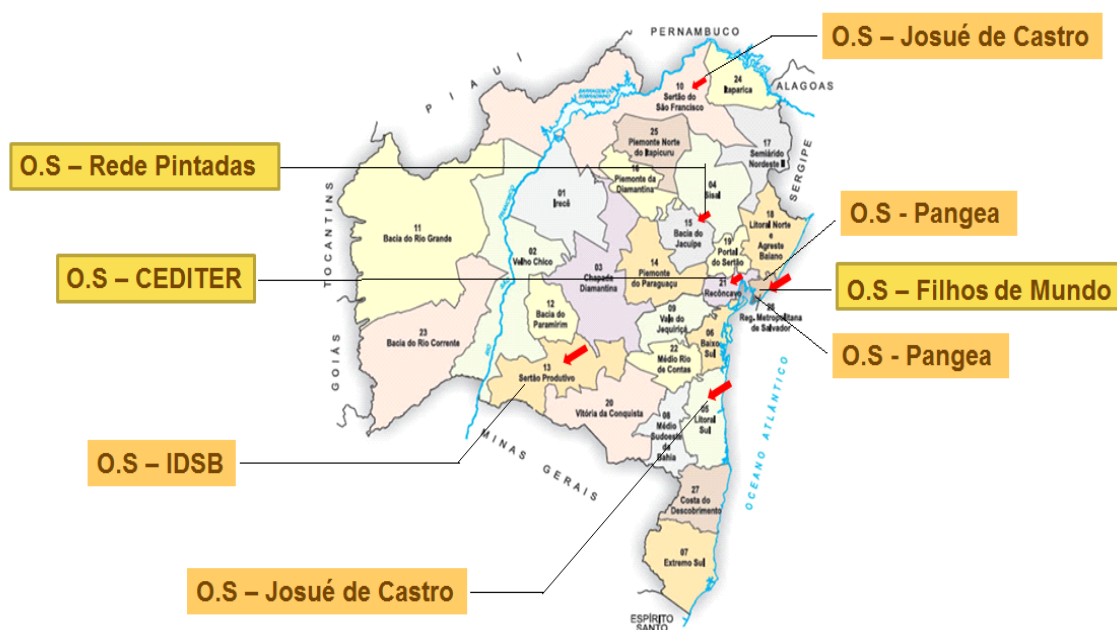 PERNAMBUCO
O.S – Josué de Castro
PIAUÍ
BARRAGEM DE
SOBRADINHO
24
Itaparica
ALAGOAS
10
Sertão do
São Francisco
25
Piemonte Norte
do Itapicuru
17
Semiárido
Nordeste II
O.S – Rede Pintadas
16
Piemonte da
Diamantina
04
Sisal
SERGIPE
01
Irecê
TOCANTINS
O.S - Pangea
15
Bacia do
Jacuípe
18
Litoral Norte
e
Agreste
Baiano
11
Bacia do Rio Grande
19
Portal
do Sertão
02
Velho Chico
03
Chapada
Diamantina
14
Piemonte
do Paraguaçu
O.S – CEDITER
21
Recôncavo
O.S – Filhos de Mundo
Reg. Metropolitana
de Salvador
12
Bacia do
Paramirim
09
Vale do
Jequiriçá
06
Baixo
Sul
23
Bacia do Rio Corrente
GOIÁS
22
Médio Rio
de Contas
O.S - Pangea
RIO
13
Sertão Produtivo
20
Vitória da Conquista
05
Litoral
Sul
08
Médio
Sudoeste da
Bahia
OCEANO ATLÂNTICO
MINAS GERAIS
O.S – IDSB
27
Costa do
Descobrimento
07
Extremo Sul
O.S – Josué de Castro
ESPÍRITO
SANTO